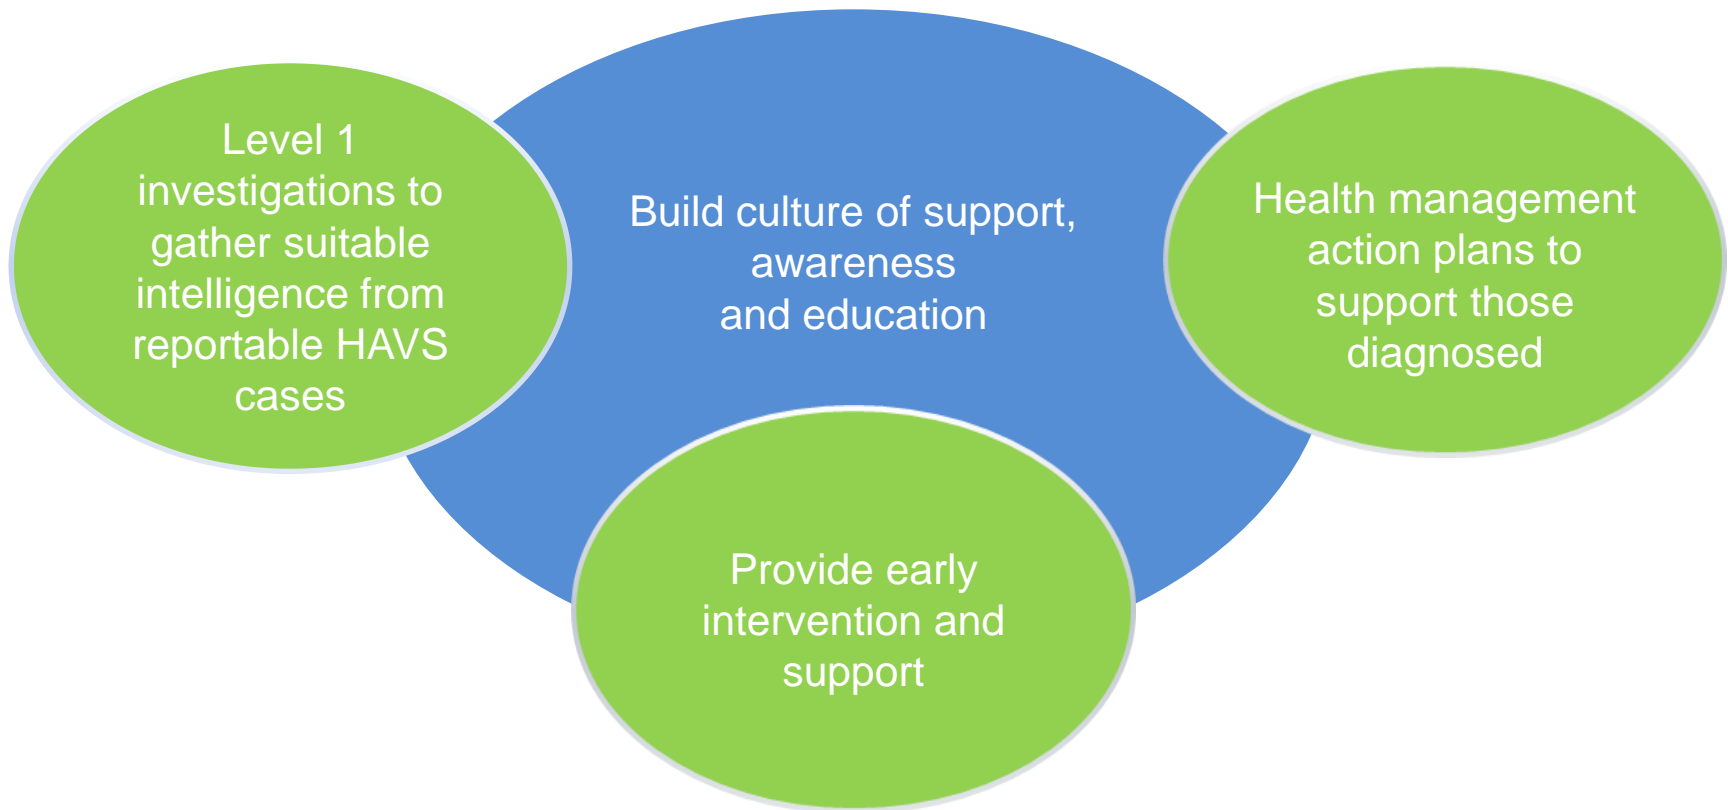 Level 1
investigations to
gather suitable
intelligence from
reportable HAVS
cases
Build culture of support,
awareness
and education
Health management
action plans to
support those
diagnosed
Provide early
intervention and
support